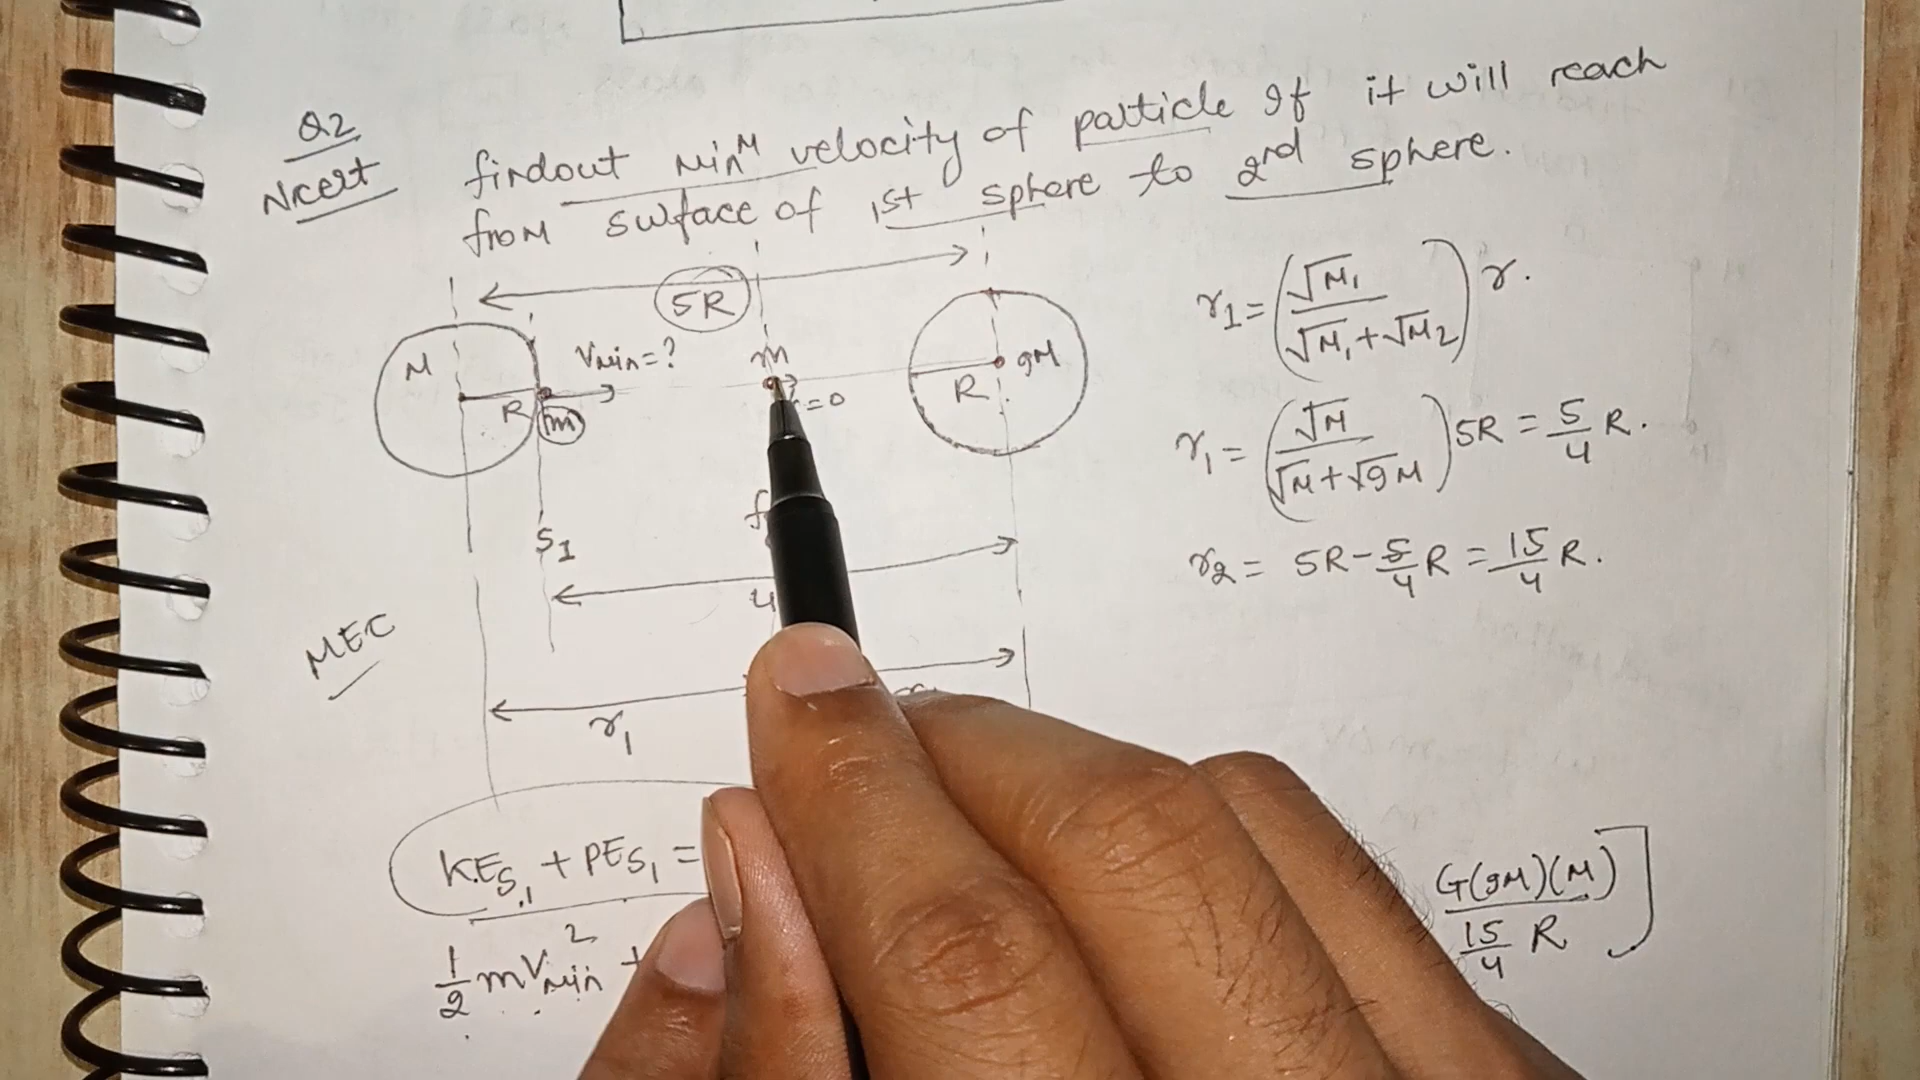 Q2
Ncert
findout minᴹ velocity of particle If it will reach
from surface of 1st sphere to 2nd sphere.
5R
M
R
m
Vmin=?
m
=0
R
9M
S1
r1
MEC
r1 = (√M1 / √M1+√M2) r.
r1 = (√M / √M+√9M) 5R = 5/4 R.
r2 = 5R - 5/4 R = 15/4 R.
KES1 + PES1 =
1/2 mVmin² +
G(9M)(M) / 15/4 R ]